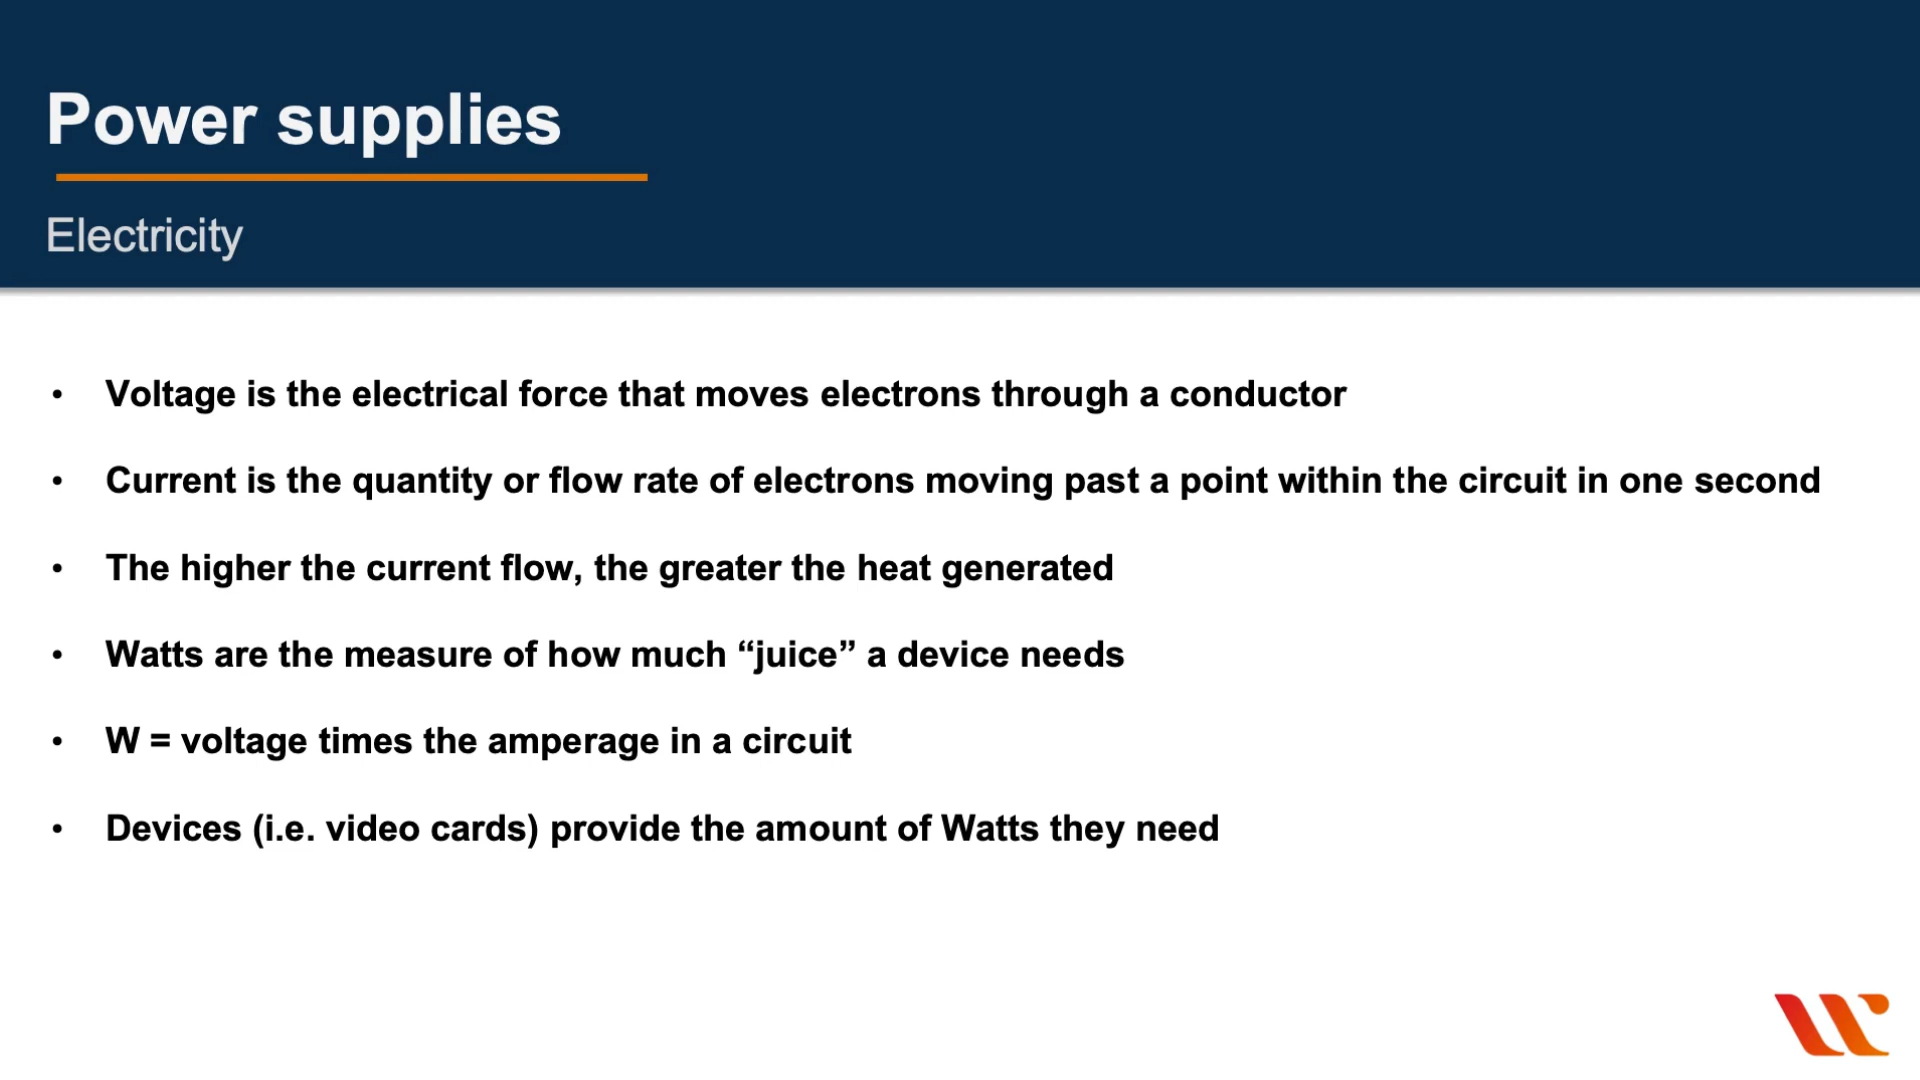 Power supplies
Electricity
• Voltage is the electrical force that moves electrons through a conductor
• Current is the quantity or flow rate of electrons moving past a point within the circuit in one second
• The higher the current flow, the greater the heat generated
• Watts are the measure of how much “juice” a device needs
• W = voltage times the amperage in a circuit
• Devices (i.e. video cards) provide the amount of Watts they need